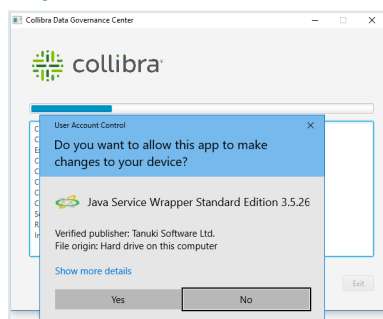 Collibra Data Governance Center
collibra
User Account Control
Do you want to allow this app to make
changes to your device?
Java Service Wrapper Standard Edition 3.5.26
Verified publisher: Tanuki Software Ltd.
File origin: Hard drive on this computer
Show more details
Yes
No
Exit